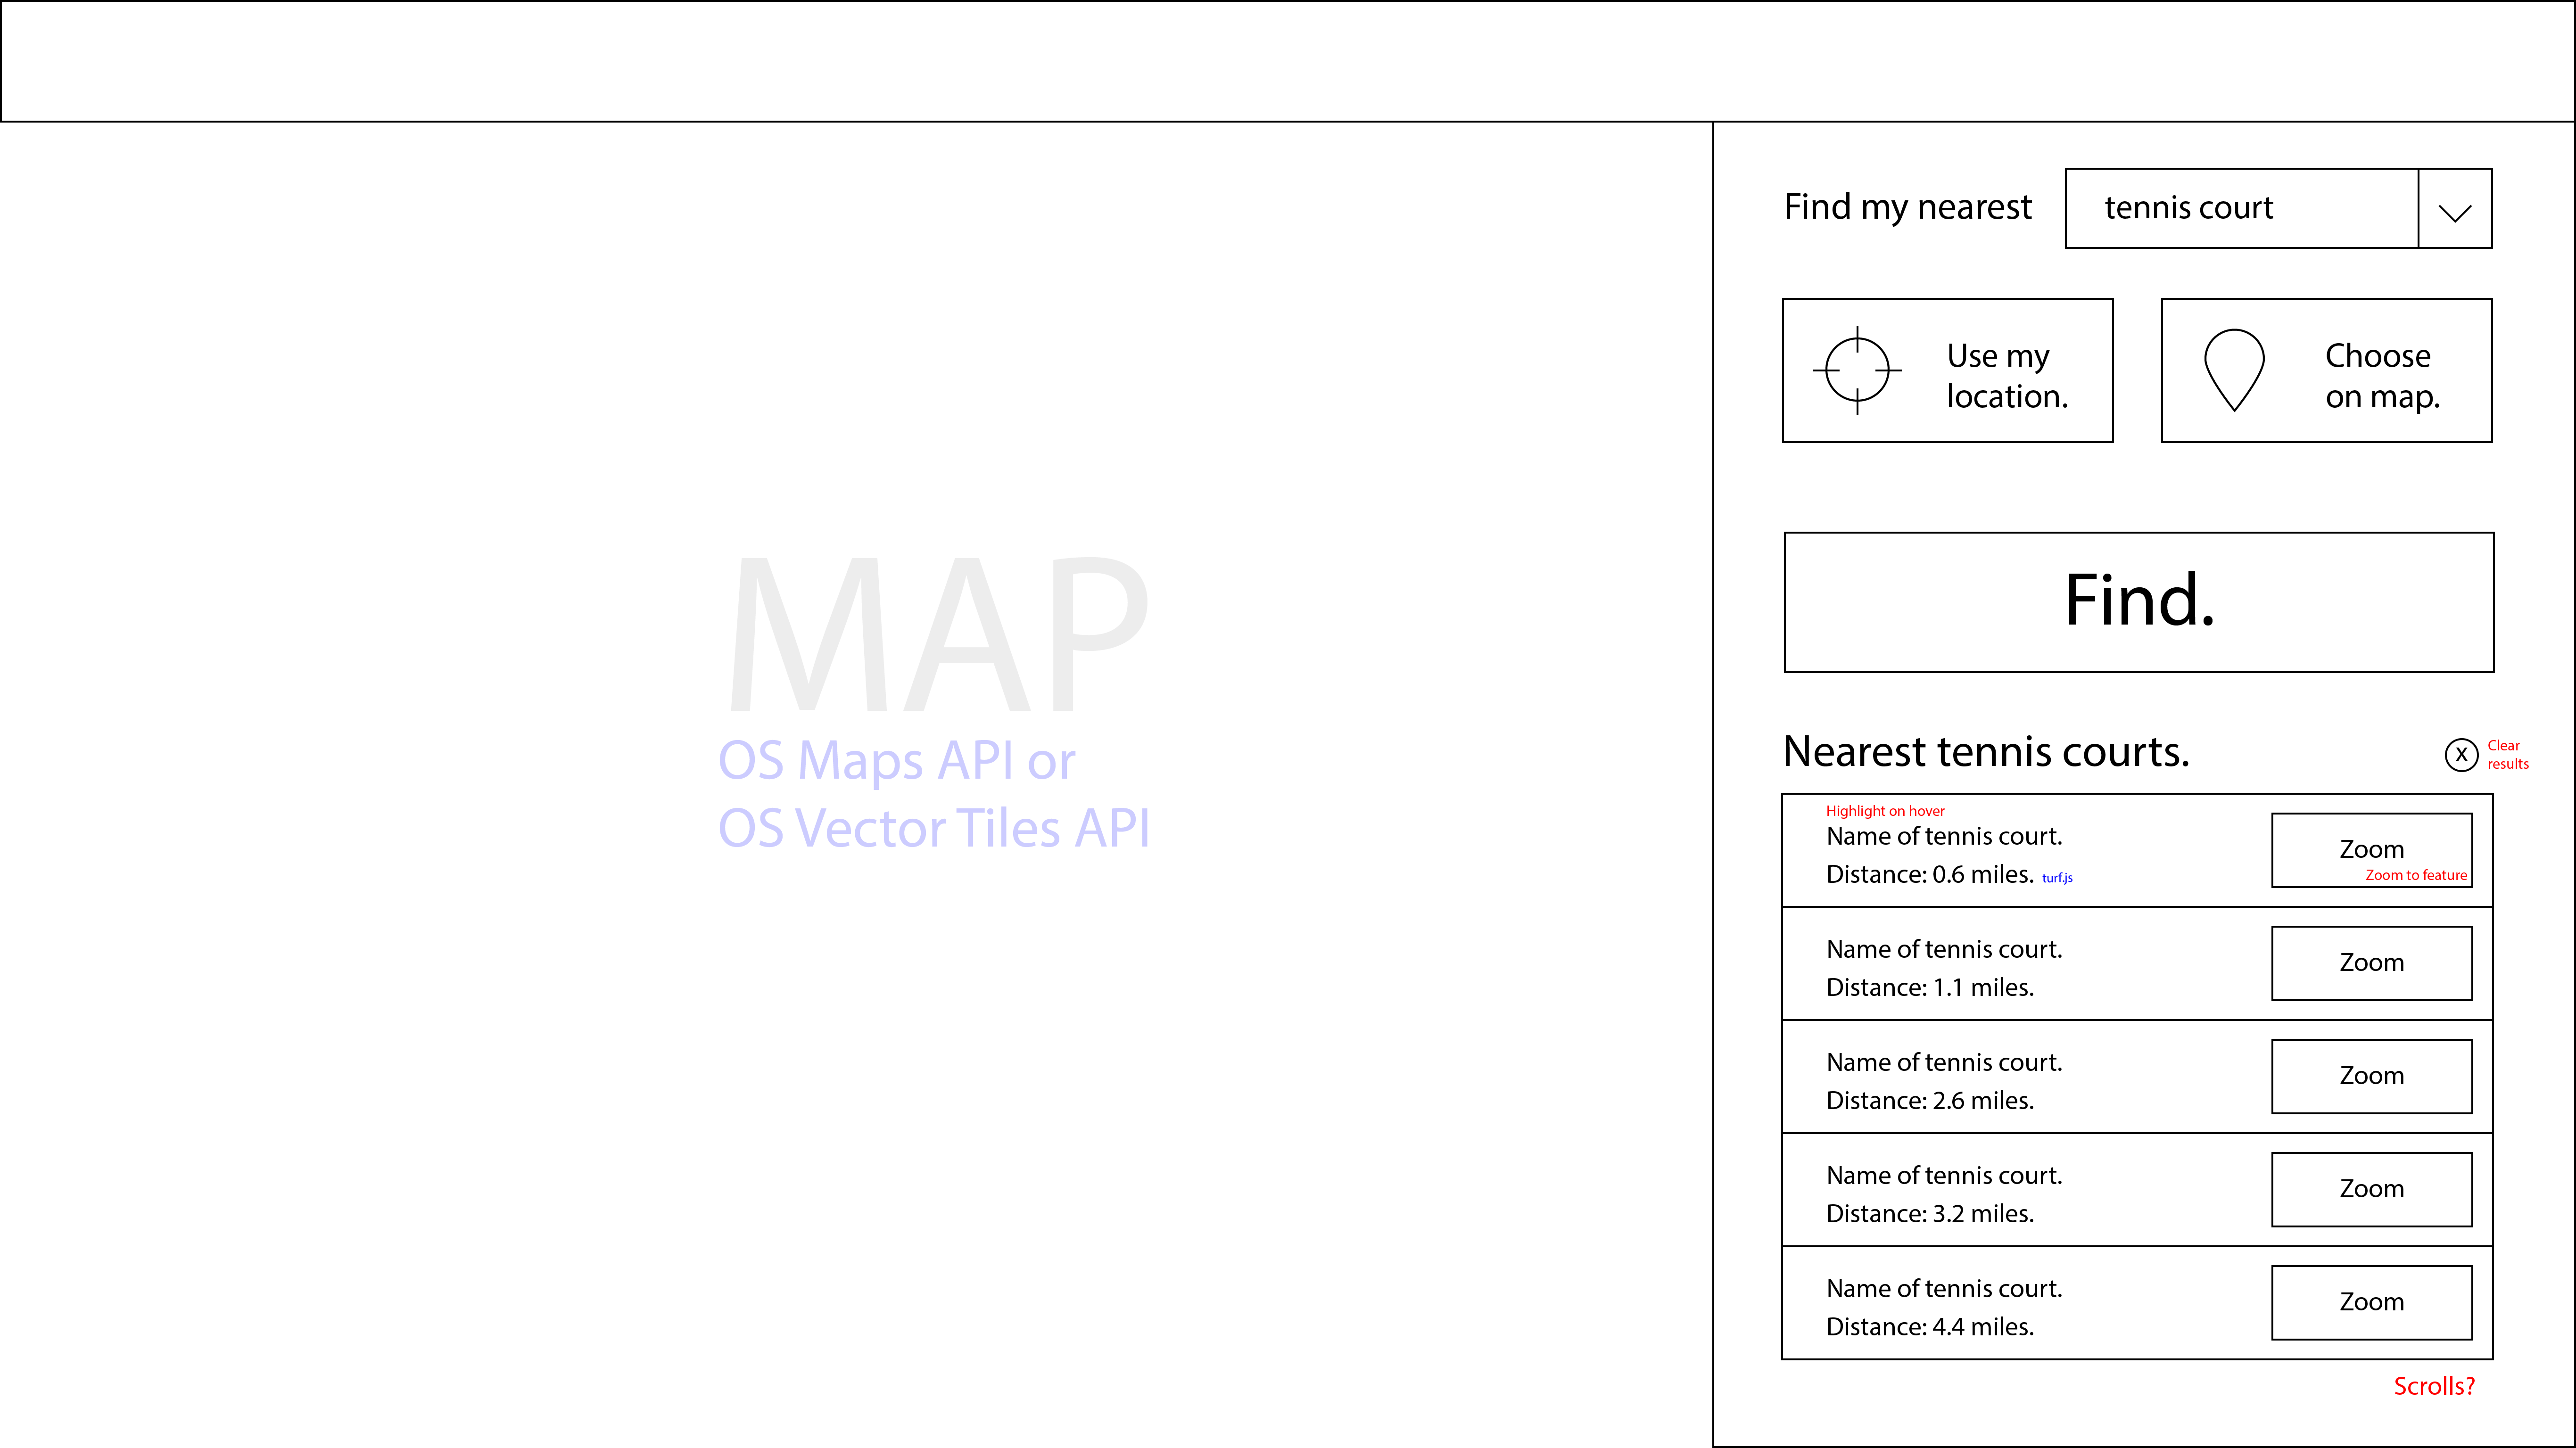 MAP
OS Maps API or
OS Vector Tiles API
Find my nearest
tennis court
Use my
location.
Choose
on map.
Find.
Nearest tennis courts.
X
Clear
results
Highlight on hover
Name of tennis court.
Distance: 0.6 miles. turf.js
Zoom
Zoom to feature
Name of tennis court.
Distance: 1.1 miles.
Zoom
Name of tennis court.
Distance: 2.6 miles.
Zoom
Name of tennis court.
Distance: 3.2 miles.
Zoom
Name of tennis court.
Distance: 4.4 miles.
Zoom
Scrolls?